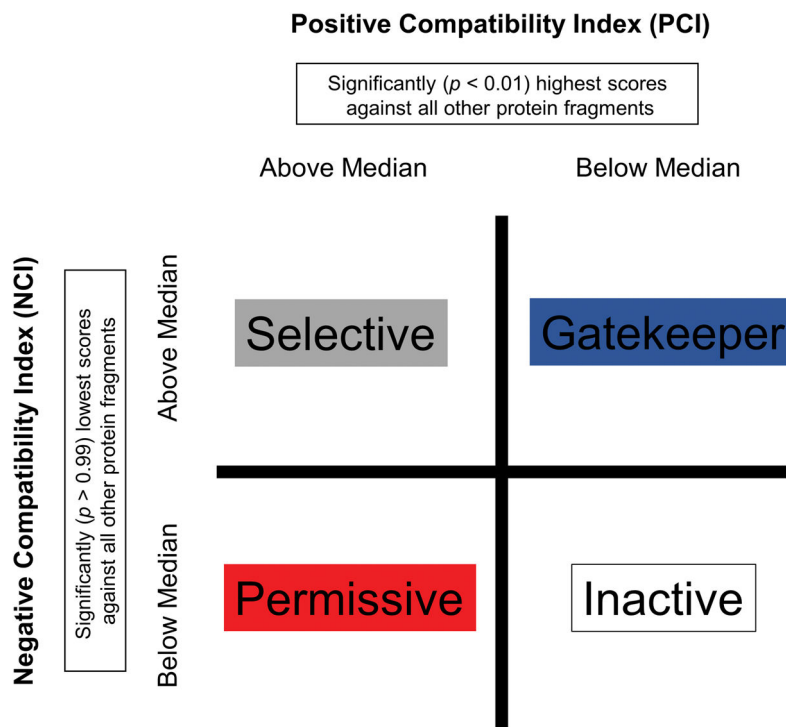 Positive Compatibility Index (PCI)
Significantly (p < 0.01) highest scores
against all other protein fragments
Above Median
Below Median
Negative Compatibility Index (NCI)
Significantly (p > 0.99) lowest scores
against all other protein fragments
Above Median
Selective
Gatekeeper
Below Median
Permissive
Inactive